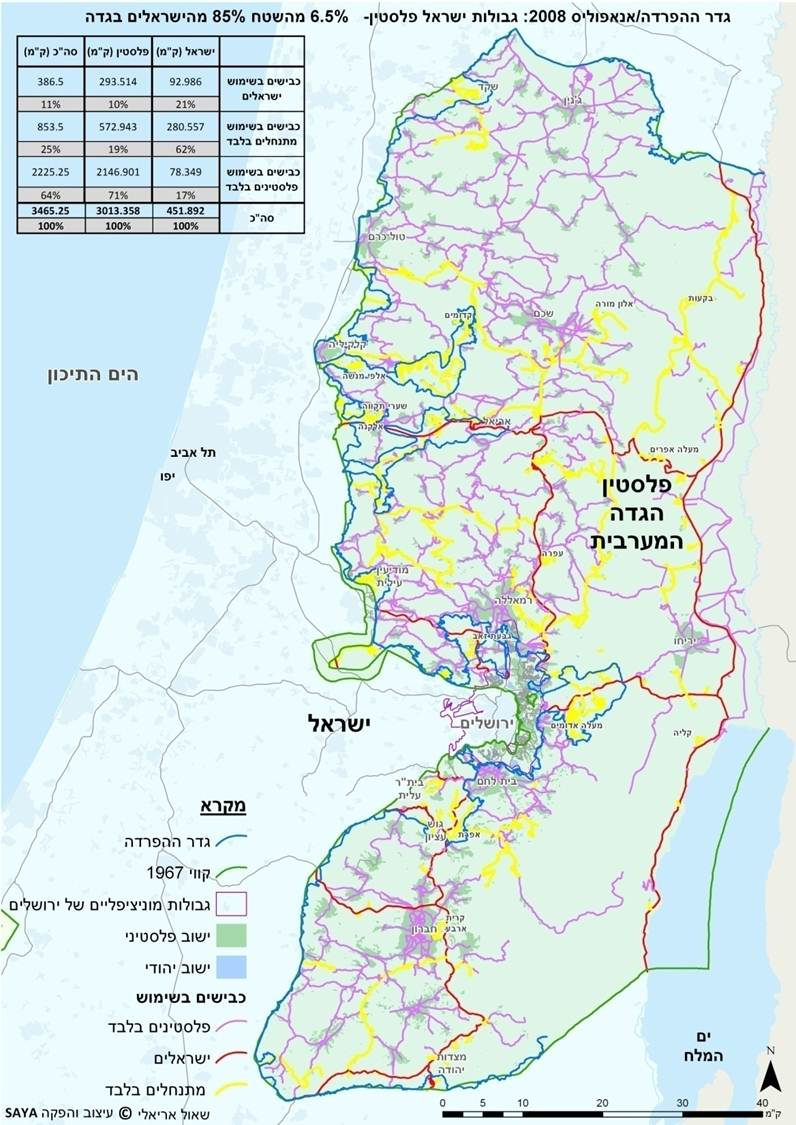 גדר ההפרדה/אנאפוליס 2008: גבולות ישראל פלסטין- 6.5% מהשטח 85% מהישראלים בגדה
ישראל (ק"מ) פלסטין (ק"מ) סה"כ (ק"מ)
כבישים בשימוש ישראלים 92.986 293.514 386.5
21% 10% 11%
כבישים בשימוש מתנחלים בלבד 280.557 572.943 853.5
62% 19% 25%
כבישים בשימוש פלסטינים בלבד 78.349 2146.901 2225.25
17% 71% 64%
סה"כ 451.892 3013.358 3465.25
100% 100% 100%
שקד
ג'נין
טול כרם
בקעות
אלון מורה
קדומים
שכם
קלקיליה
אלפי מנשה
הים התיכון
שערי תקווה
אלקנה
אריאל
מעלה אפרים
תל אביב
יפו
פלסטין
הגדה
המערבית
עפרה
מודיעין
עילית
רמאללה
גבעת זאב
יריחו
ישראל
ירושלים
מעלה אדומים
קליה
בית לחם
בית"ר
עלית
גוש
עציון
אפרת
קרית
ארבע
חברון
מצדות
יהודה
ים
המלח
מקרא
גדר ההפרדה
קווי 1967
גבולות מוניציפליים של ירושלים
ישוב פלסטיני
ישוב יהודי
כבישים בשימוש
פלסטינים בלבד
ישראלים
מתנחלים בלבד
שאול אריאלי © עיצוב והפקה SAYA
N
0 5 10 20 30 40
ק"מ